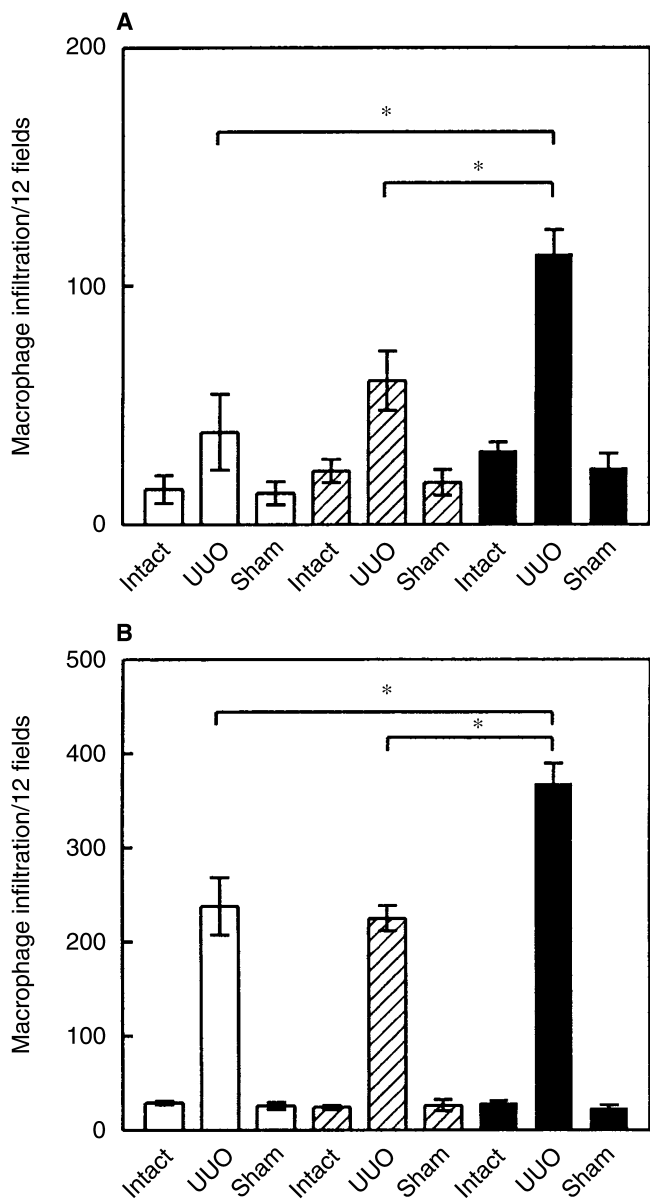 A
Macrophage infiltration/12 fields
200
100
0
*
*
Intact UUO Sham Intact UUO Sham Intact UUO Sham
B
Macrophage infiltration/12 fields
500
400
300
200
100
0
*
*
Intact UUO Sham Intact UUO Sham Intact UUO Sham